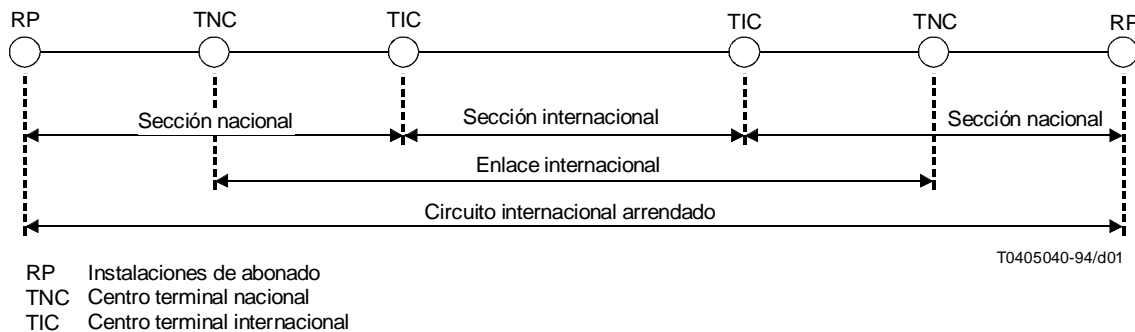 RP TNC TIC TIC TNC RP
Sección nacional Sección internacional Sección nacional
Enlace internacional
Circuito internacional arrendado
T0405040-94/d01
RP Instalaciones de abonado
TNC Centro terminal nacional
TIC Centro terminal internacional